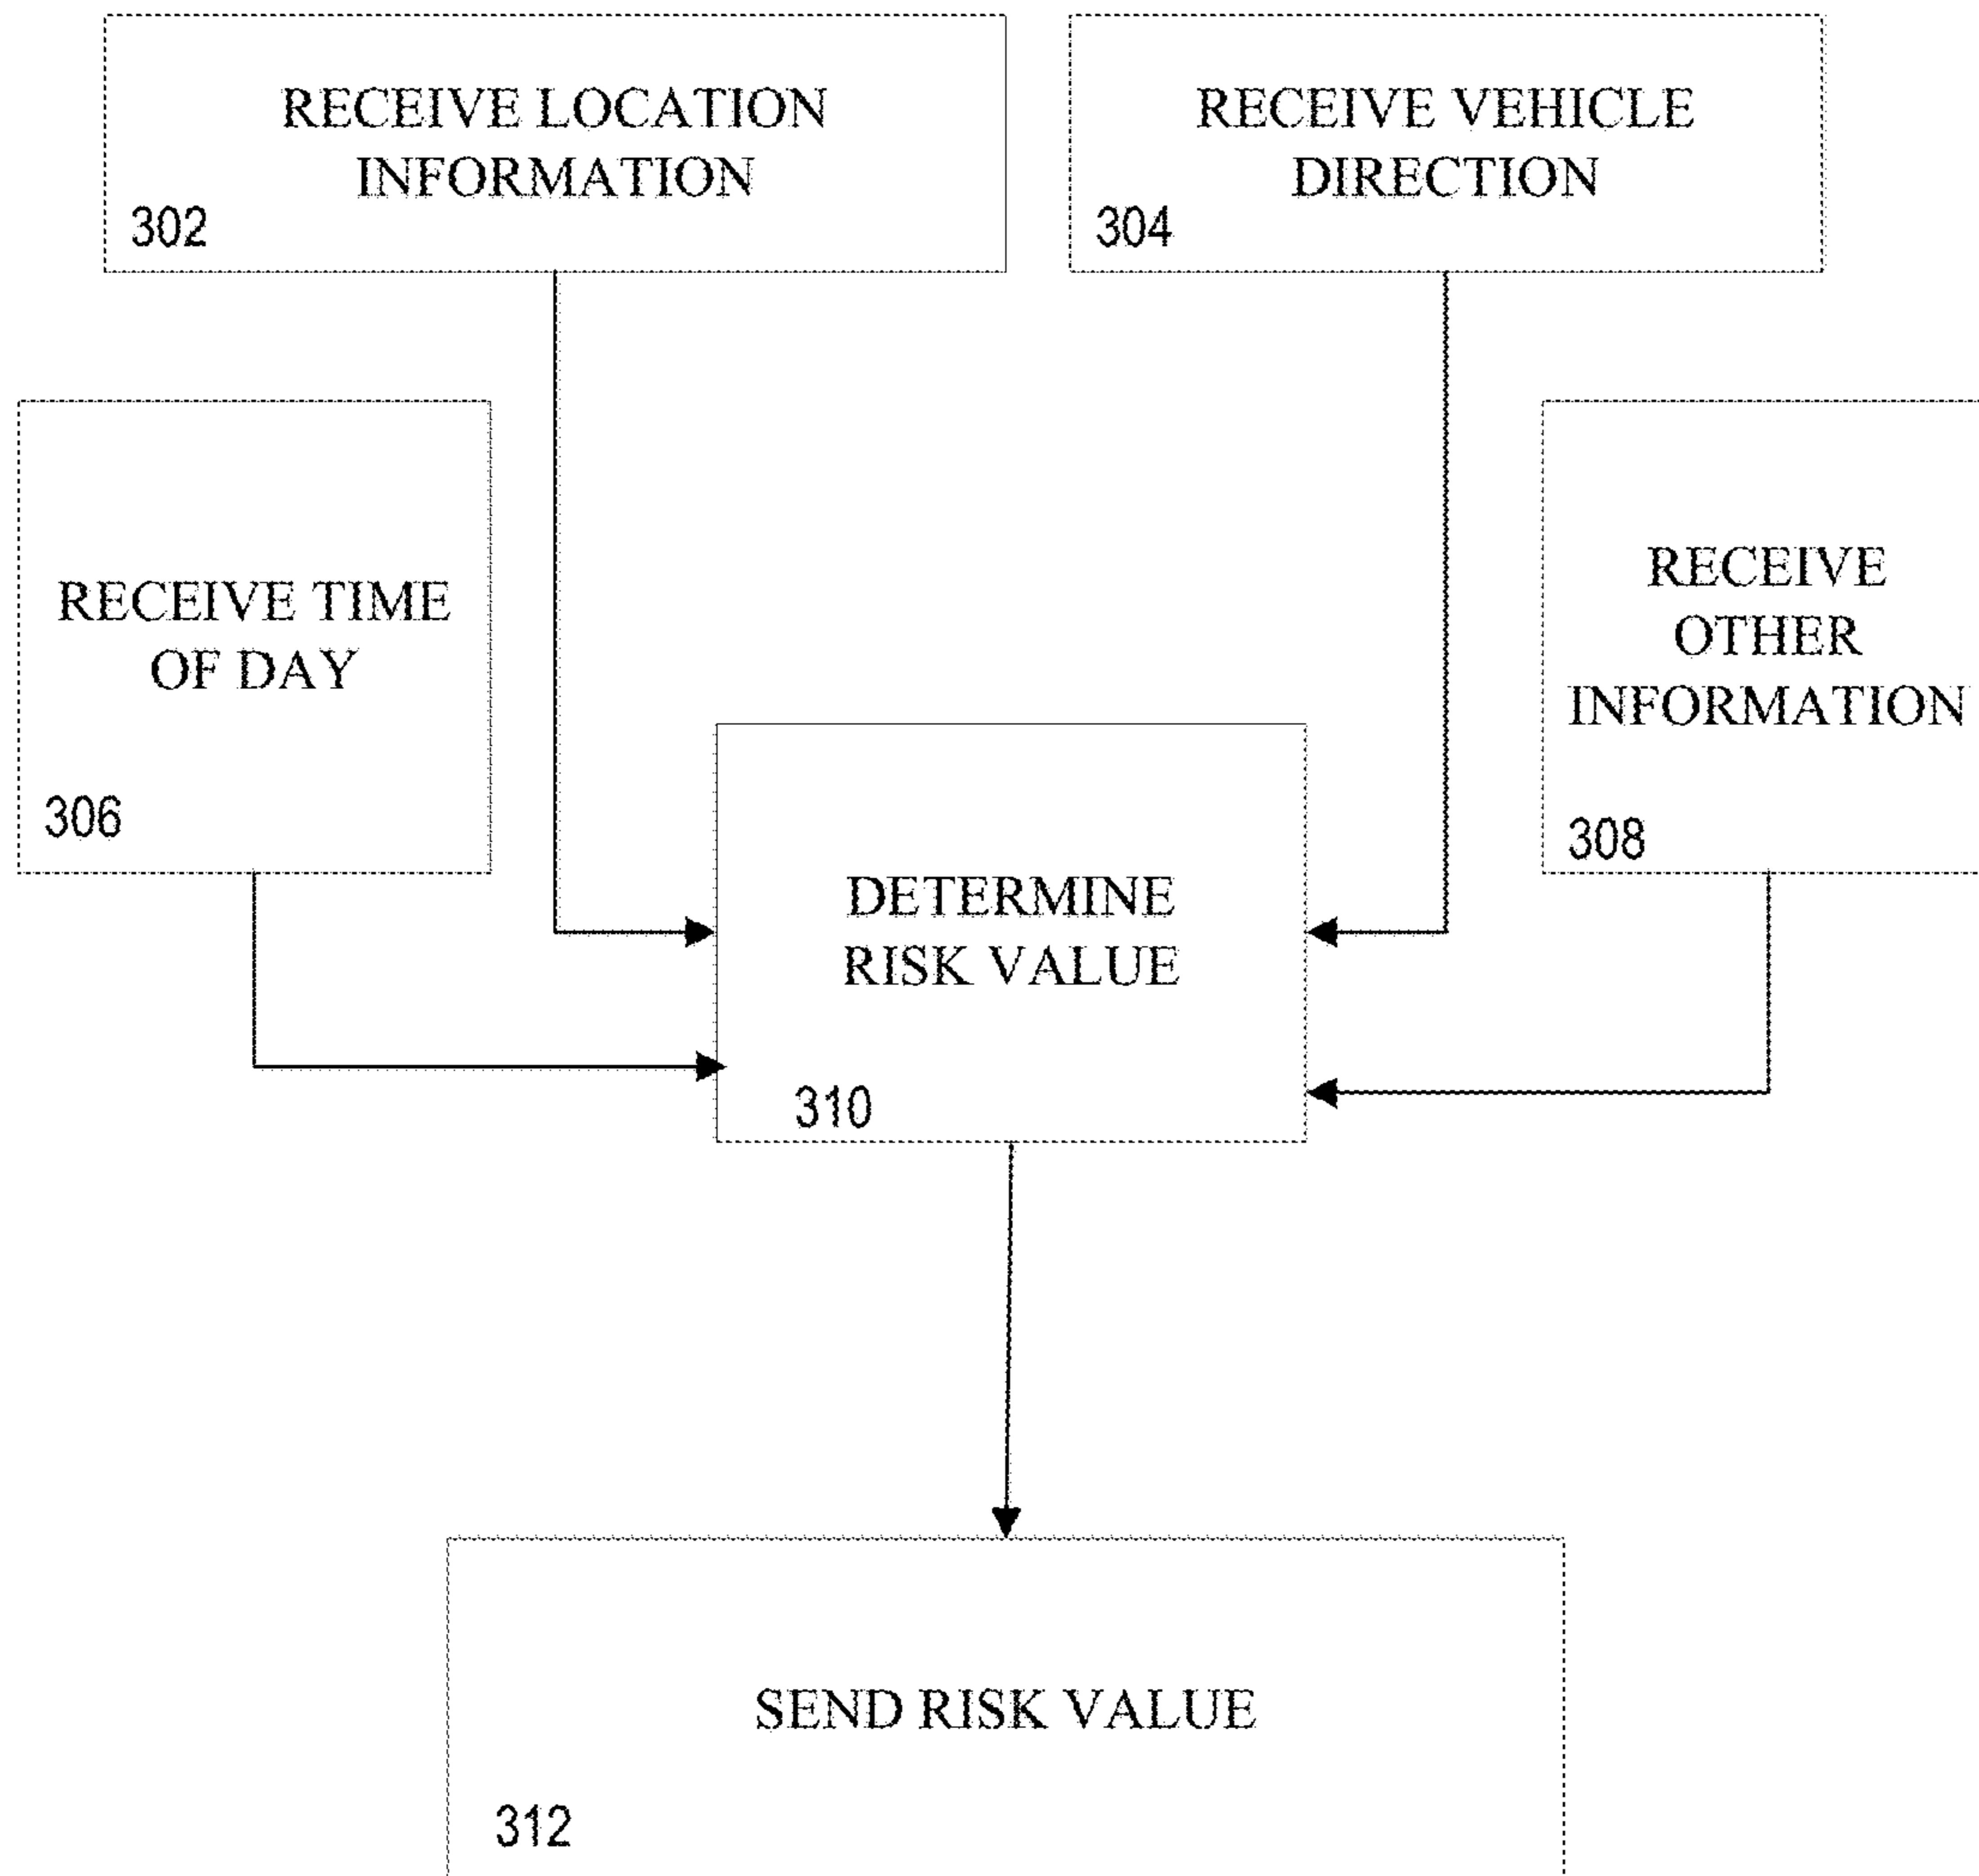 RECEIVE LOCATION
INFORMATION
302
RECEIVE VEHICLE
DIRECTION
304
RECEIVE TIME
OF DAY
306
RECEIVE
OTHER
INFORMATION
308
DETERMINE
RISK VALUE
310
SEND RISK VALUE
312